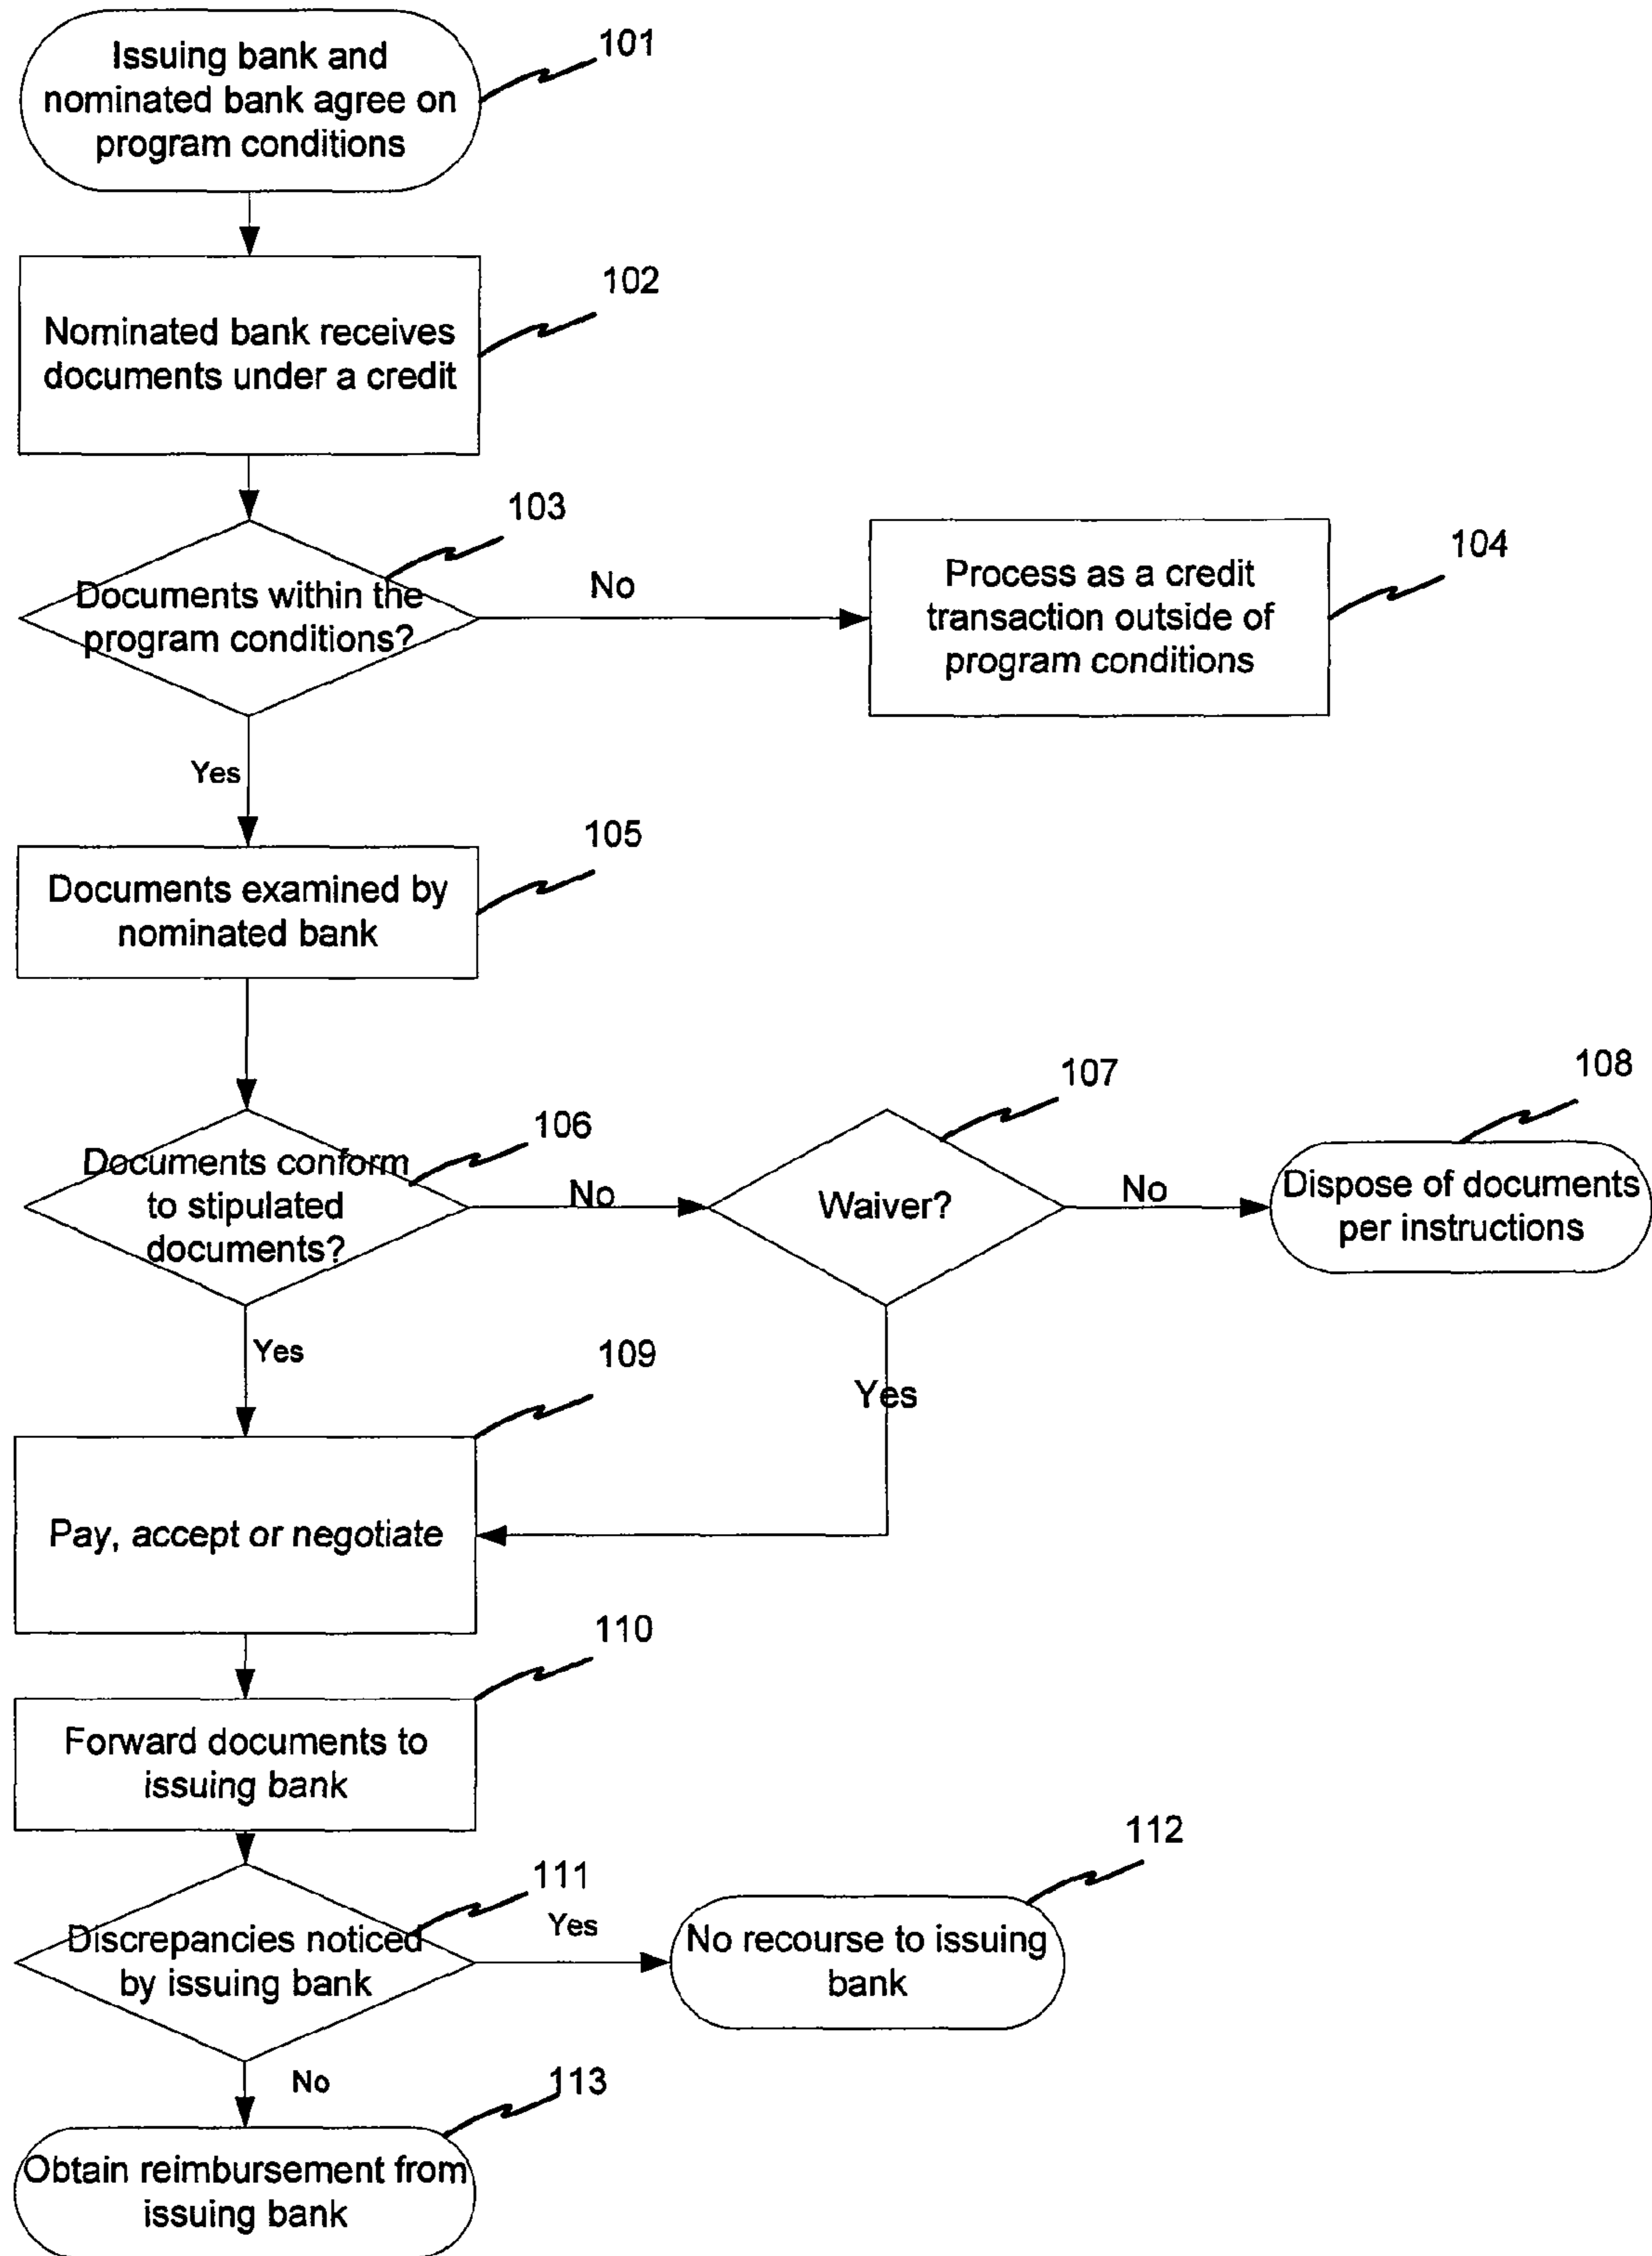 Issuing bank and
nominated bank agree on
program conditions
101
Nominated bank receives
documents under a credit
102
Documents within the
program conditions?
103
No
Process as a credit
transaction outside of
program conditions
104
Yes
Documents examined by
nominated bank
105
Documents conform
to stipulated
documents?
106
No
Waiver?
107
No
Dispose of documents
per instructions
108
Yes
Yes
Pay, accept or negotiate
109
Forward documents to
issuing bank
110
Discrepancies noticed
by issuing bank
111
Yes
No recourse to issuing
bank
112
No
Obtain reimbursement from
issuing bank
113